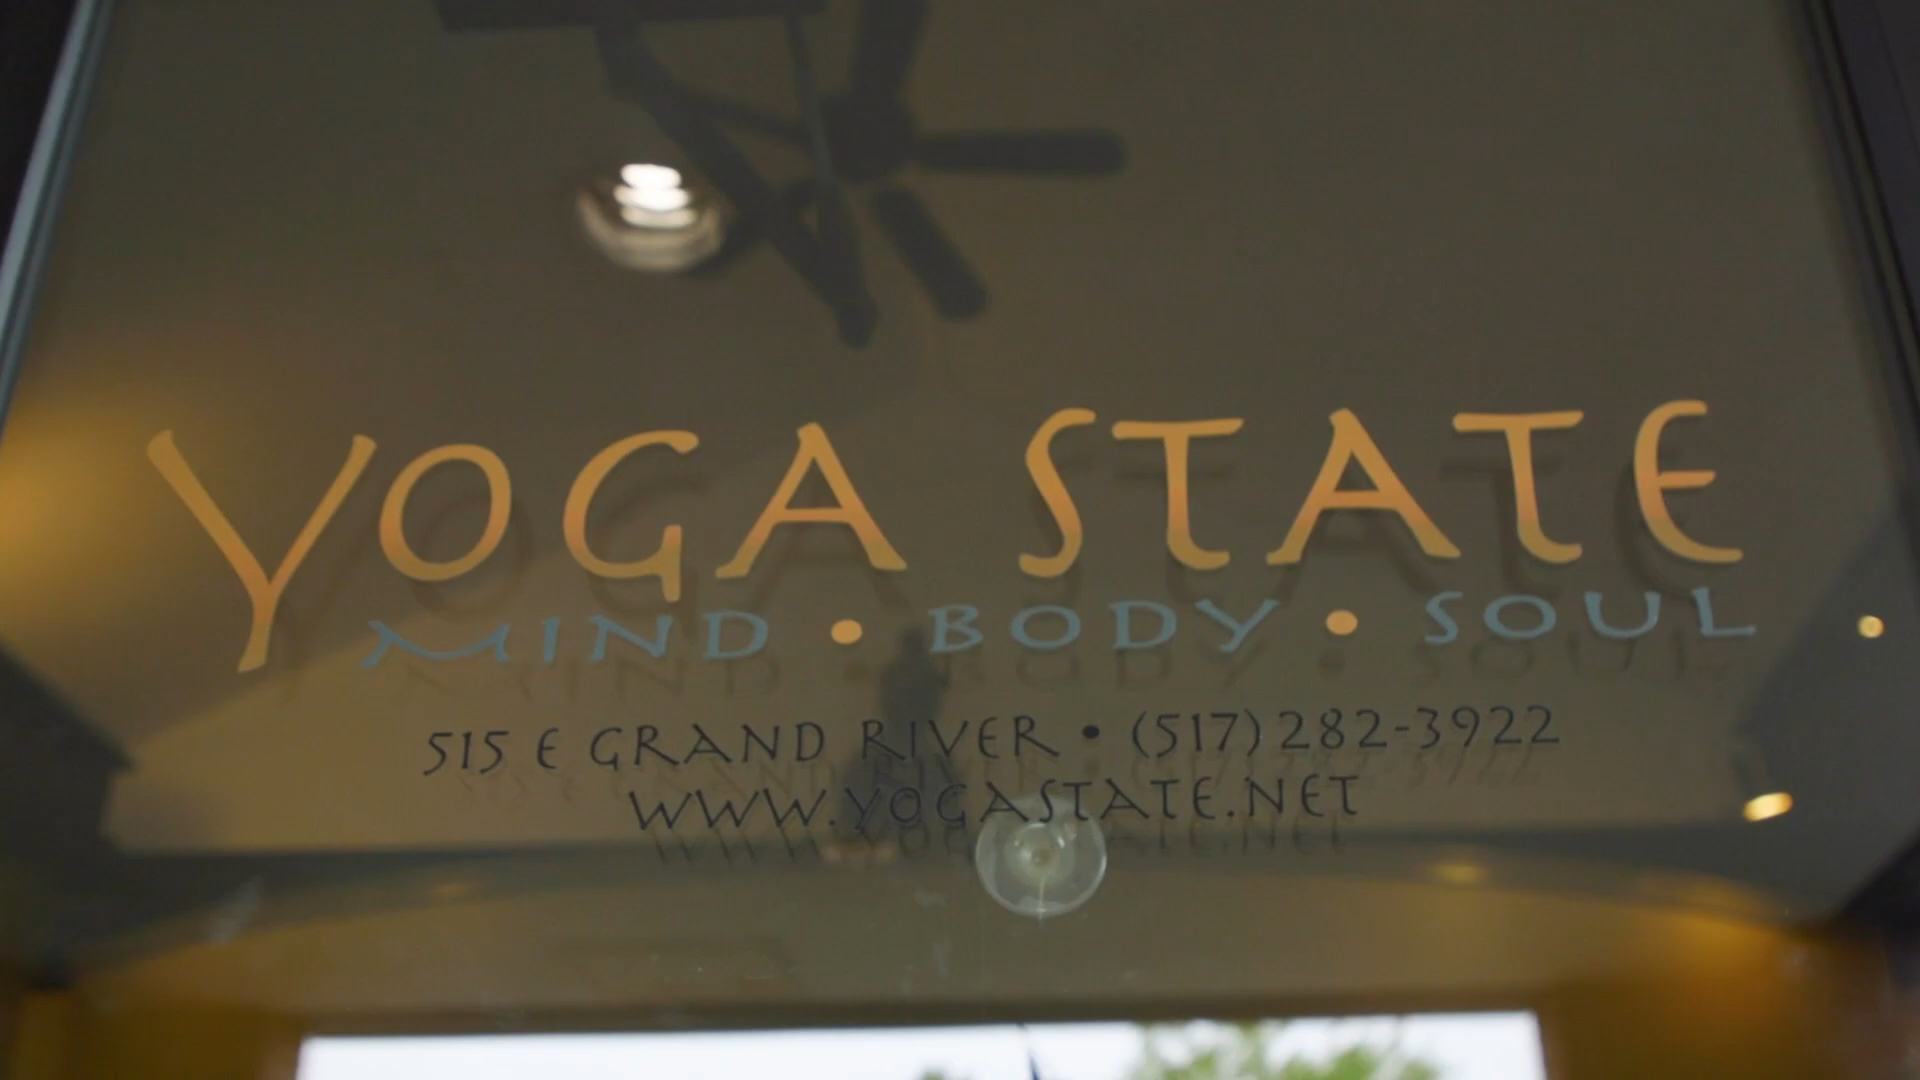 YOGA STATE
MIND • BODY • SOUL
515 E GRAND RIVER • (517) 282-3922
WWW.YOGASTATE.NET